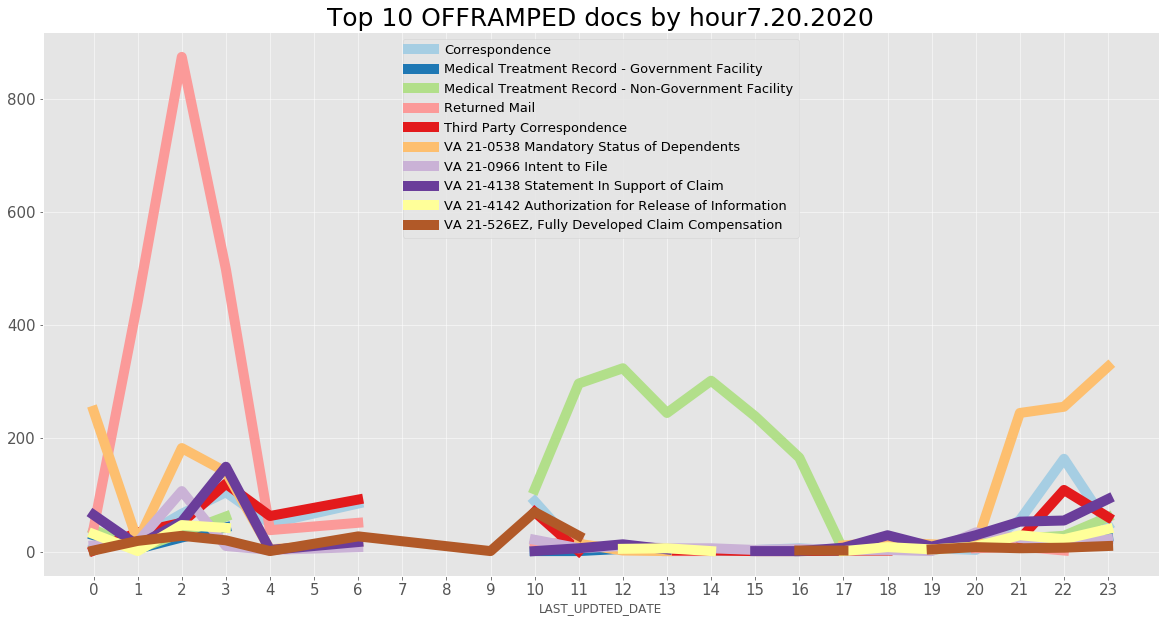 Top 10 OFFRAMPED docs by hour7.20.2020
Correspondence
Medical Treatment Record - Government Facility
Medical Treatment Record - Non-Government Facility
Returned Mail
Third Party Correspondence
VA 21-0538 Mandatory Status of Dependents
VA 21-0966 Intent to File
VA 21-4138 Statement In Support of Claim
VA 21-4142 Authorization for Release of Information
VA 21-526EZ, Fully Developed Claim Compensation
800
600
400
200
0
0 1 2 3 4 5 6 7 8 9 10 11 12 13 14 15 16 17 18 19 20 21 22 23
LAST_UPDTED_DATE